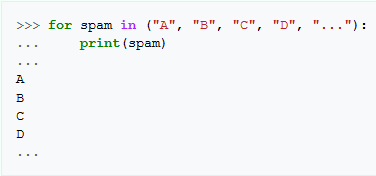 >>> for spam in ("A", "B", "C", "D", "..."):
...     print(spam)
...
A
B
C
D
...